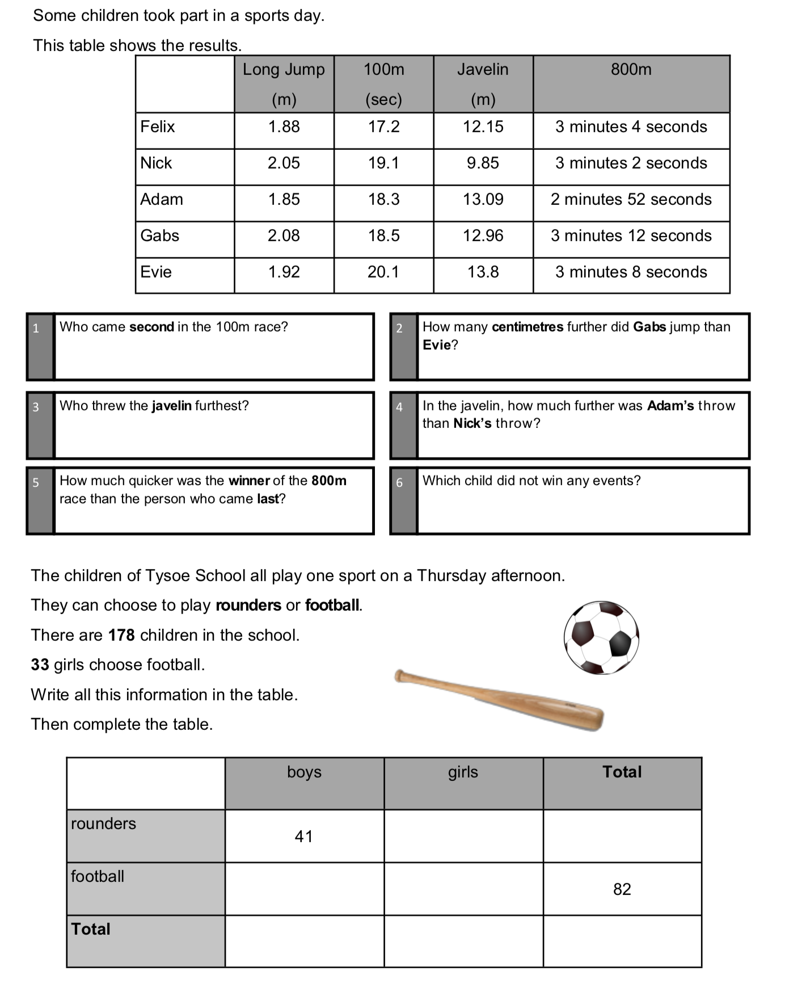 Some children took part in a sports day.
This table shows the results.
Long Jump (m) 100m (sec) Javelin (m) 800m
Felix 1.88 17.2 12.15 3 minutes 4 seconds
Nick 2.05 19.1 9.85 3 minutes 2 seconds
Adam 1.85 18.3 13.09 2 minutes 52 seconds
Gabs 2.08 18.5 12.96 3 minutes 12 seconds
Evie 1.92 20.1 13.8 3 minutes 8 seconds
1 Who came second in the 100m race?
2 How many centimetres further did Gabs jump than
Evie?
3 Who threw the javelin furthest?
4 In the javelin, how much further was Adam’s throw
than Nick’s throw?
5 How much quicker was the winner of the 800m
race than the person who came last?
6 Which child did not win any events?
The children of Tysoe School all play one sport on a Thursday afternoon.
They can choose to play rounders or football.
There are 178 children in the school.
33 girls choose football.
Write all this information in the table.
Then complete the table.
boys girls Total
rounders 41
football 82
Total